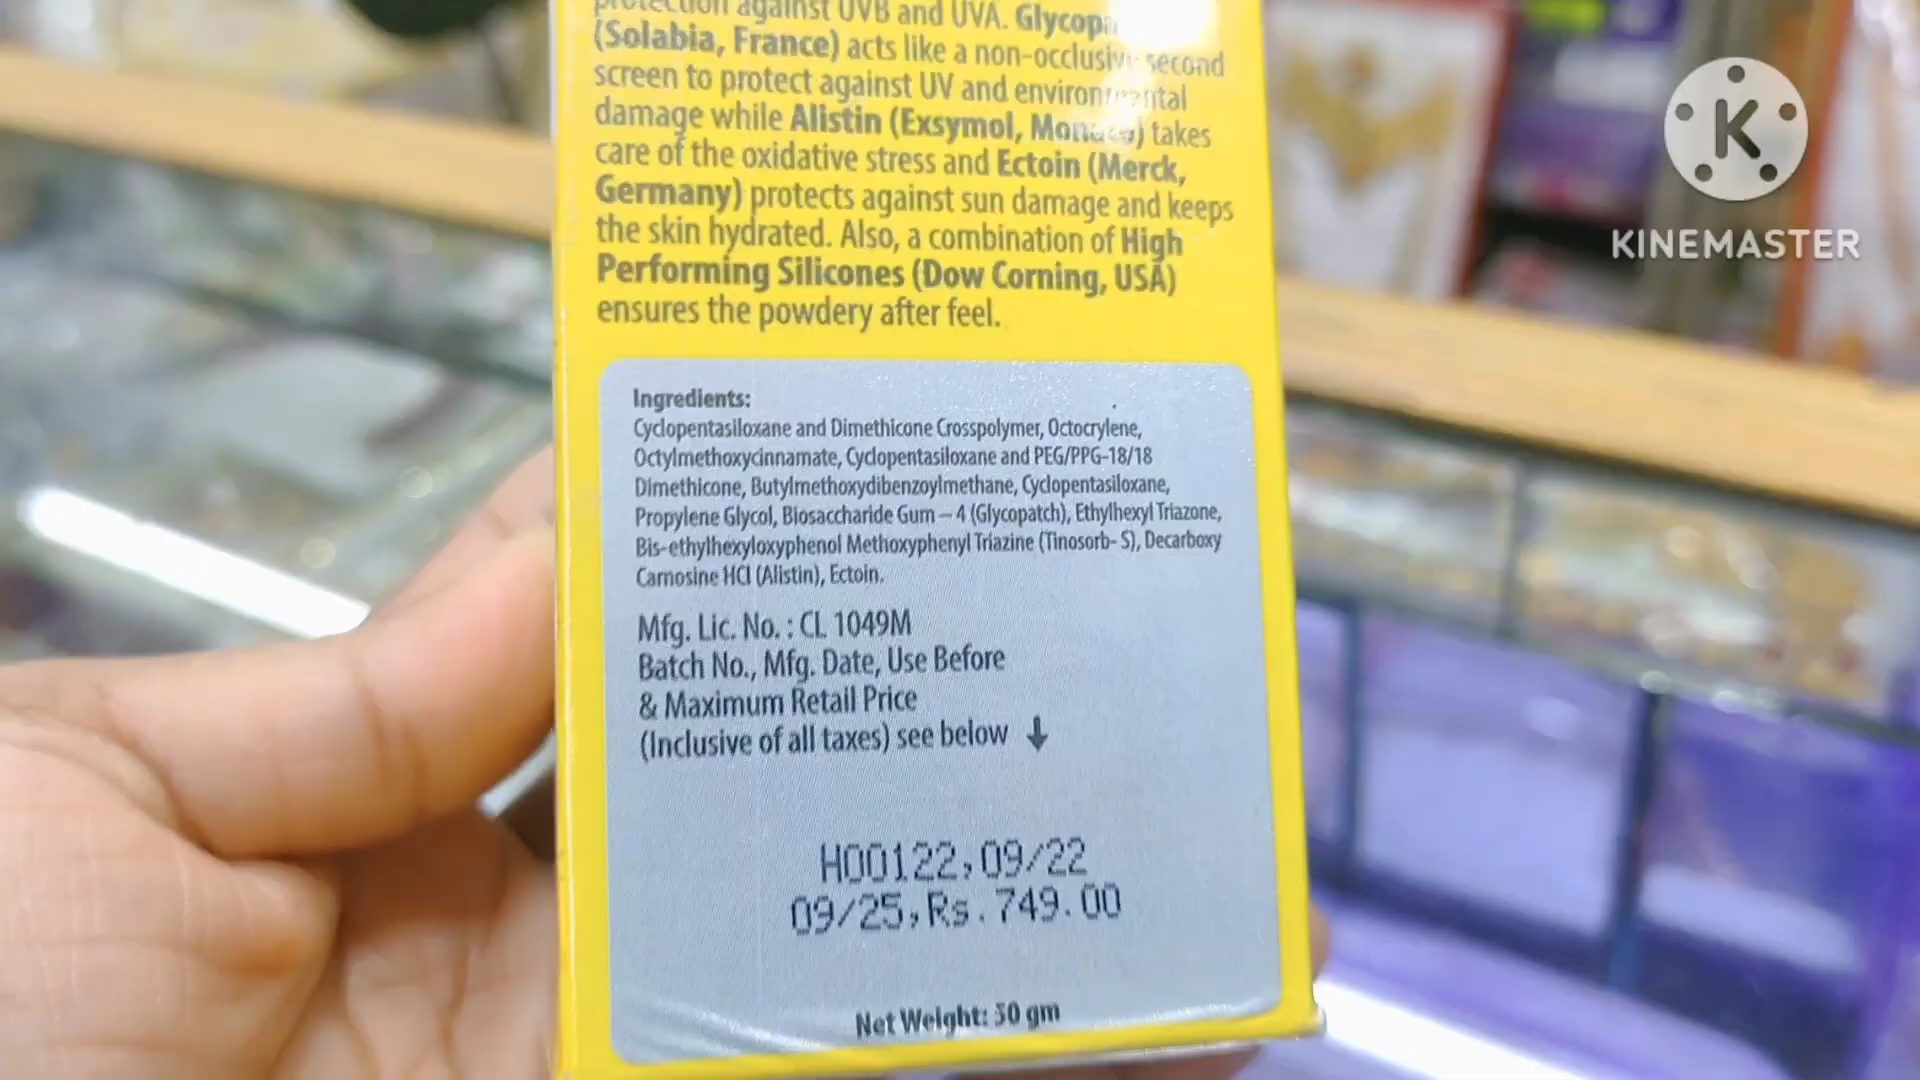 protection against UVB and UVA.
(Solabia, France) acts like a non-occlusive second
screen to protect against UV and environmental
damage while Alistin (Exsymol, Monaco) takes
care of the oxidative stress and Ectoin (Merck,
Germany) protects against sun damage and keeps
the skin hydrated. Also, a combination of High
Performing Silicones (Dow Corning, USA)
ensures the powdery after feel.
Ingredients:
Cyclopentasiloxane and Dimethicone Crosspolymer, Octocrylene,
Octylmethoxycinnamate, Cyclopentasiloxane and PEG/PPG-18/18
Dimethicone, Butylmethoxydibenzoylmethane, Cyclopentasiloxane,
Propylene Glycol, Biosaccharide Gum – 4 (Glycopatch), Ethylhexyl Triazone,
Bis-ethylhexyloxyphenol Methoxyphenyl Triazine (Tinosorb- S), Decarboxy
Carnosine HCl (Alistin), Ectoin.
Mfg. Lic. No. : CL 1049M
Batch No., Mfg. Date, Use Before
& Maximum Retail Price
(Inclusive of all taxes) see below ↓
H00122,09/22
09/25,Rs.749.00
Net Weight: 50 gm
K
KINEMASTER